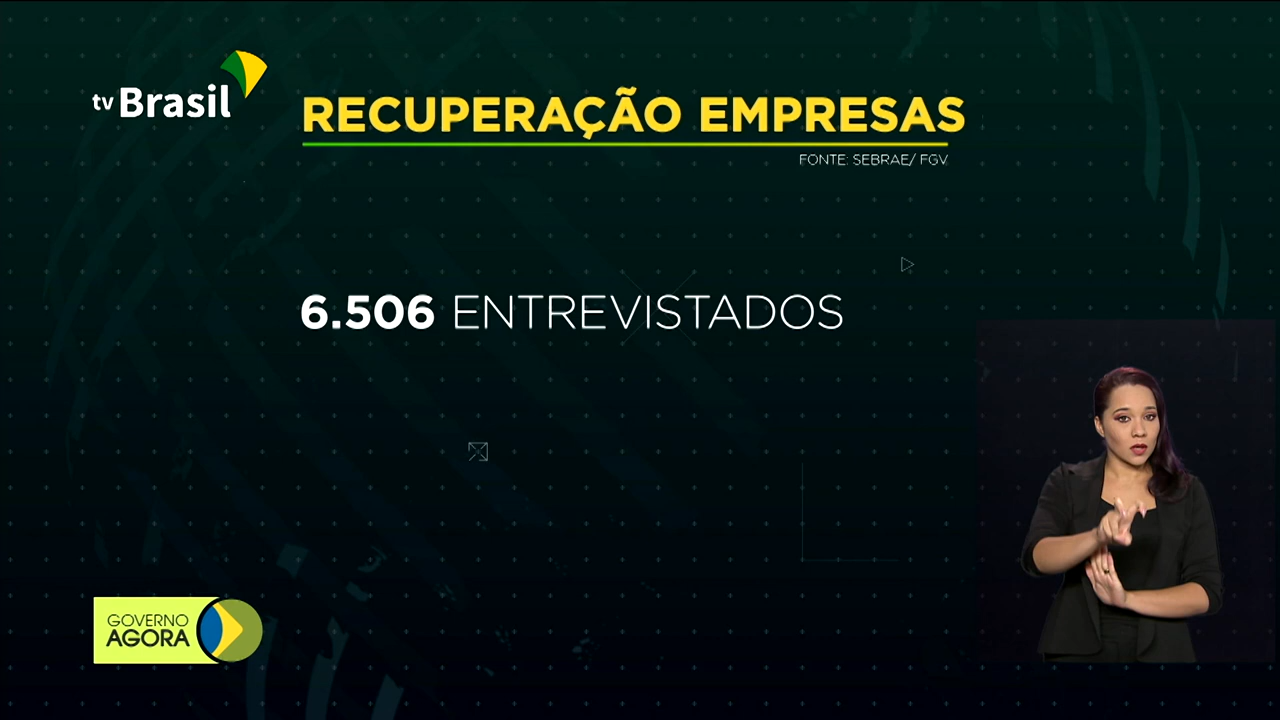 tv Brasil
RECUPERAÇÃO EMPRESAS
FONTE: SEBRAE/ FGV
6.506 ENTREVISTADOS
GOVERNO
AGORA